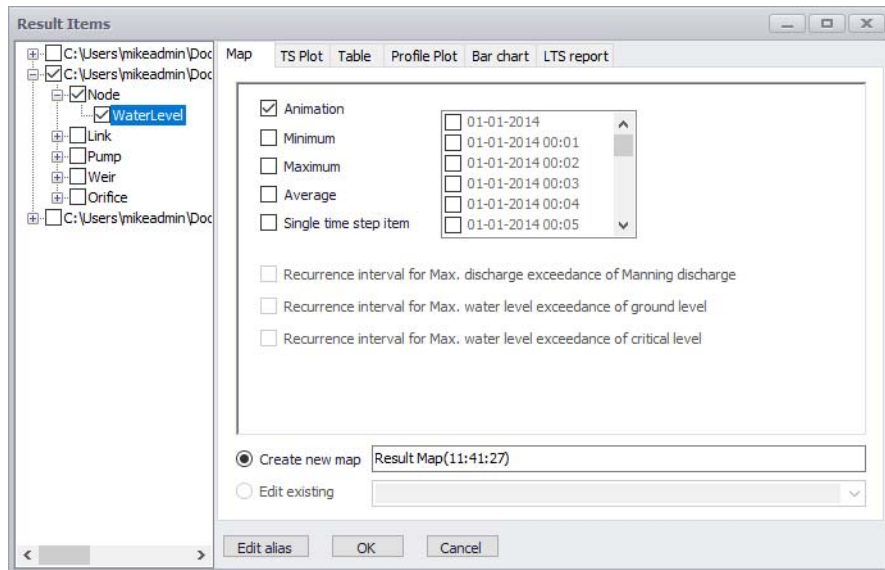 Result Items
C:\Users\mikeadmin\Doc
C:\Users\mikeadmin\Doc
Node
WaterLevel
Link
Pump
Weir
Orifice
C:\Users\mikeadmin\Doc
Map TS Plot Table Profile Plot Bar chart LTS report
Animation
Minimum
Maximum
Average
Single time step item
01-01-2014
01-01-2014 00:01
01-01-2014 00:02
01-01-2014 00:03
01-01-2014 00:04
01-01-2014 00:05
Recurrence interval for Max. discharge exceedance of Manning discharge
Recurrence interval for Max. water level exceedance of ground level
Recurrence interval for Max. water level exceedance of critical level
Create new map Result Map(11:41:27)
Edit existing
Edit alias OK Cancel